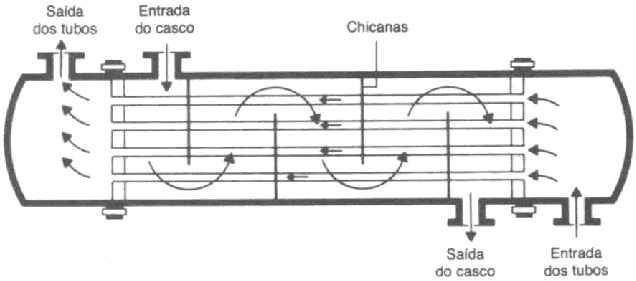 Saída
dos tubos
Entrada
do casco
Chicanas
Saída
do casco
Entrada
dos tubos